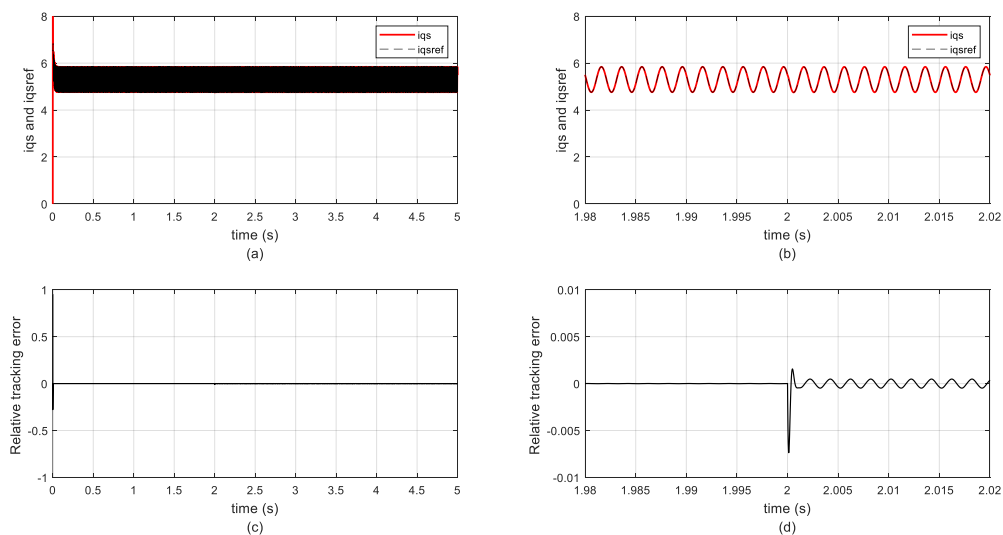 iqs and iqsref
8
6
4
2
0
iqs
iqsref
0 0.5 1 1.5 2 2.5 3 3.5 4 4.5 5
time (s)
(a)
iqs and iqsref
8
6
4
2
0
iqs
iqsref
1.98 1.985 1.99 1.995 2 2.005 2.01 2.015 2.02
time (s)
(b)
Relative tracking error
1
0.5
0
-0.5
-1
0 0.5 1 1.5 2 2.5 3 3.5 4 4.5 5
time (s)
(c)
Relative tracking error
0.01
0.005
0
-0.005
-0.01
1.98 1.985 1.99 1.995 2 2.005 2.01 2.015 2.02
time (s)
(d)